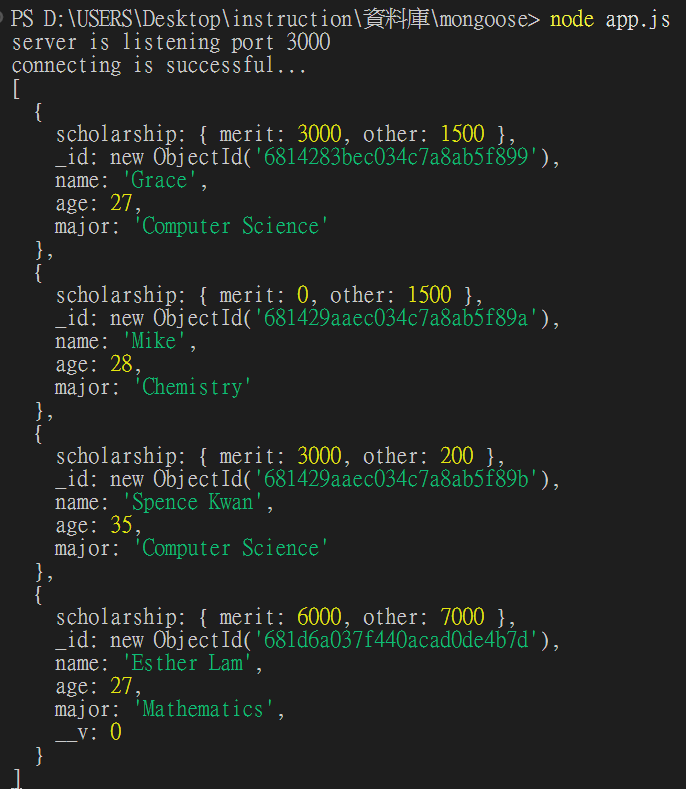 PS D:\USERS\Desktop\instruction\資料庫\mongoose> node app.js
server is listening port 3000
connecting is successful...
[
  {
    scholarship: { merit: 3000, other: 1500 },
    _id: new ObjectId('6814283bec034c7a8ab5f899'),
    name: 'Grace',
    age: 27,
    major: 'Computer Science'
  },
  {
    scholarship: { merit: 0, other: 1500 },
    _id: new ObjectId('681429aaec034c7a8ab5f89a'),
    name: 'Mike',
    age: 28,
    major: 'Chemistry'
  },
  {
    scholarship: { merit: 3000, other: 200 },
    _id: new ObjectId('681429aaec034c7a8ab5f89b'),
    name: 'Spence Kwan',
    age: 35,
    major: 'Computer Science'
  },
  {
    scholarship: { merit: 6000, other: 7000 },
    _id: new ObjectId('681d6a037f440acad0de4b7d'),
    name: 'Esther Lam',
    age: 27,
    major: 'Mathematics',
    __v: 0
  }
]